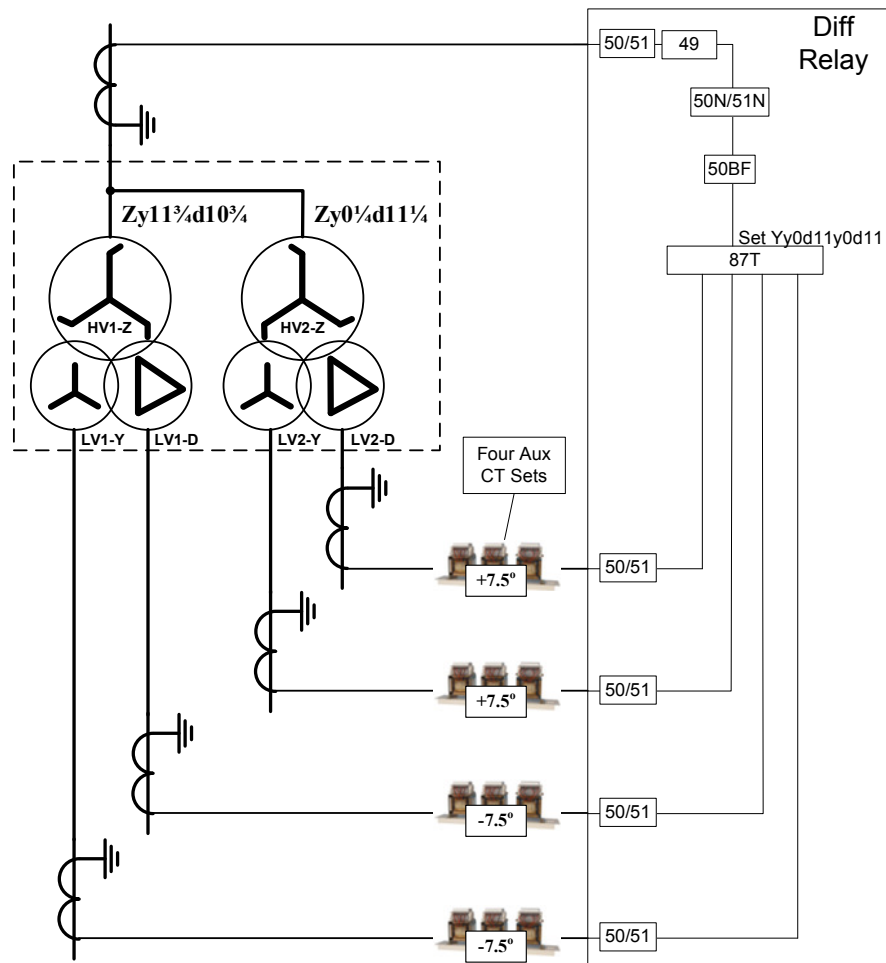 Diff
Relay
50/51
49
50N/51N
50BF
Set Yy0d11y0d11
87T
Zy11¾d10¾
Zy0¼d11¼
HV1-Z
HV2-Z
LV1-Y
LV1-D
LV2-Y
LV2-D
Four Aux
CT Sets
+7.5º
50/51
+7.5º
50/51
-7.5º
50/51
-7.5º
50/51